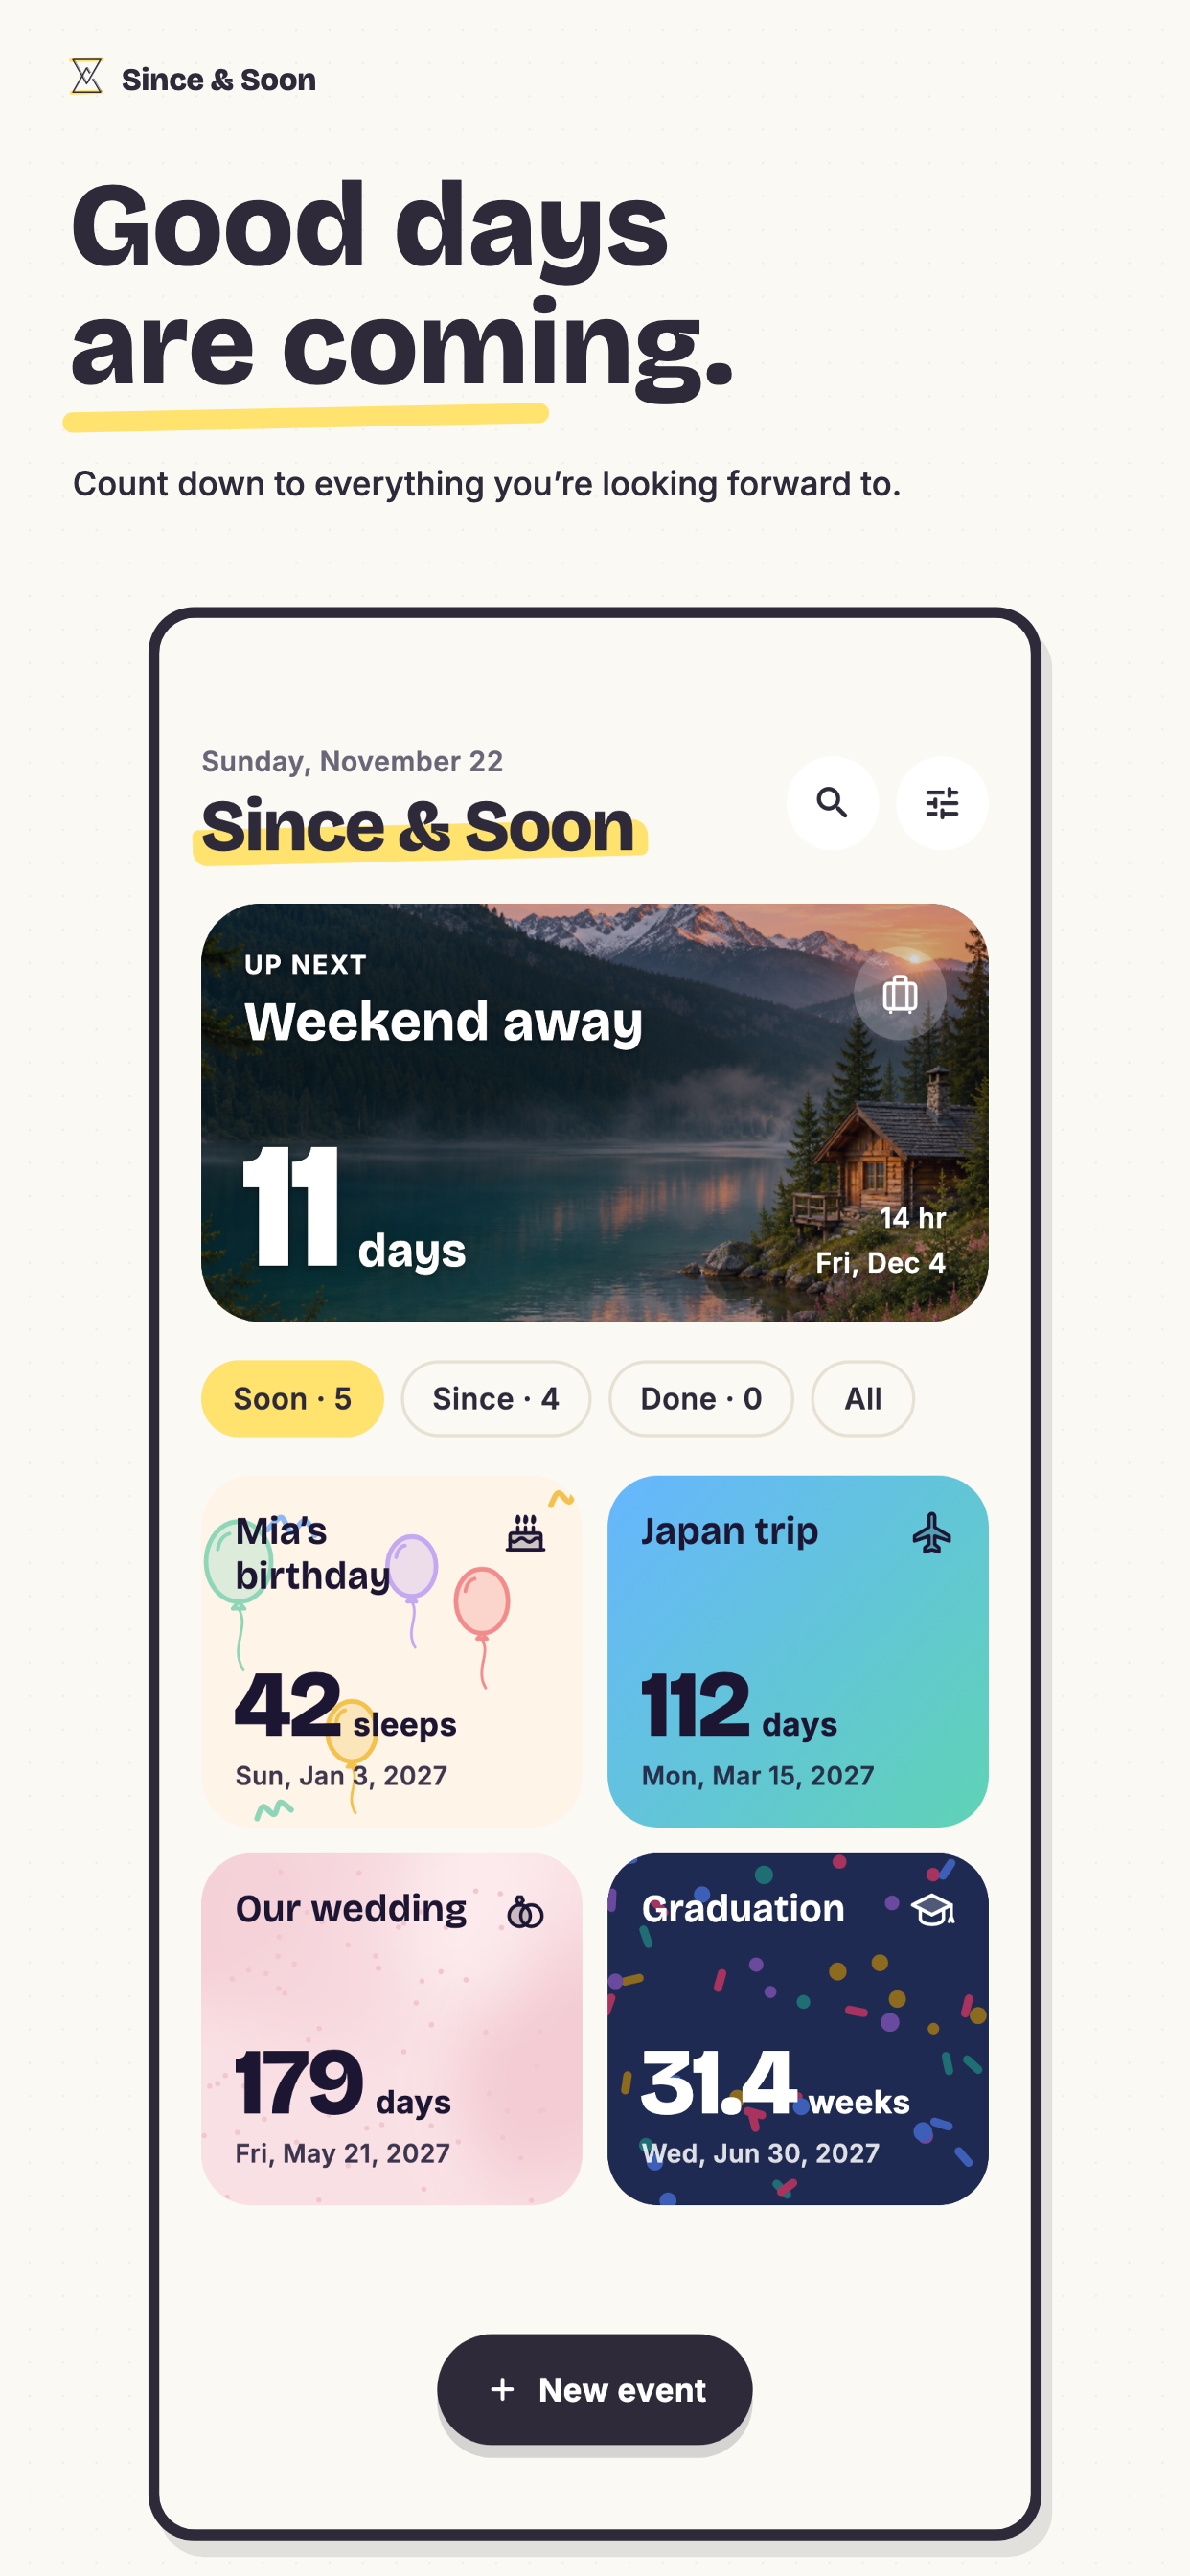 Since & Soon
Good days
are coming.
Count down to everything you’re looking forward to.
Sunday, November 22
Since & Soon
UP NEXT
Weekend away
11 days
14 hr
Fri, Dec 4
Soon · 5
Since · 4
Done · 0
All
Mia’s
birthday
42 sleeps
Sun, Jan 3, 2027
Japan trip
112 days
Mon, Mar 15, 2027
Our wedding
179 days
Fri, May 21, 2027
Graduation
31.4 weeks
Wed, Jun 30, 2027
+ New event